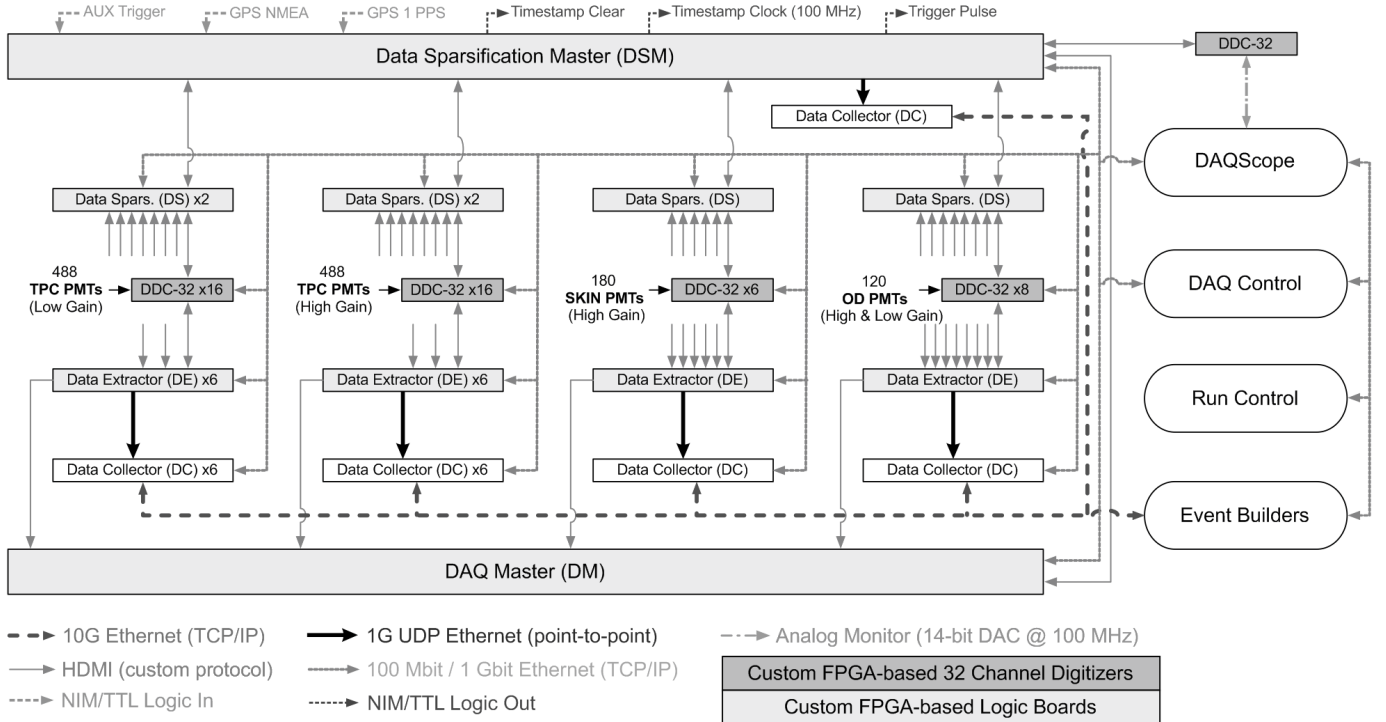 AUX Trigger
GPS NMEA
GPS 1 PPS
Timestamp Clear
Timestamp Clock (100 MHz)
Trigger Pulse
Data Sparsification Master (DSM)
DDC-32
Data Collector (DC)
DAQScope
Data Spars. (DS) x2
Data Spars. (DS) x2
Data Spars. (DS)
Data Spars. (DS)
488
TPC PMTs
(Low Gain)
DDC-32 x16
488
TPC PMTs
(High Gain)
DDC-32 x16
180
SKIN PMTs
(High Gain)
DDC-32 x6
120
OD PMTs
(High & Low Gain)
DDC-32 x8
DAQ Control
Data Extractor (DE) x6
Data Extractor (DE) x6
Data Extractor (DE)
Data Extractor (DE)
Run Control
Data Collector (DC) x6
Data Collector (DC) x6
Data Collector (DC)
Data Collector (DC)
Event Builders
DAQ Master (DM)
10G Ethernet (TCP/IP)
1G UDP Ethernet (point-to-point)
Analog Monitor (14-bit DAC @ 100 MHz)
HDMI (custom protocol)
100 Mbit / 1 Gbit Ethernet (TCP/IP)
Custom FPGA-based 32 Channel Digitizers
NIM/TTL Logic In
NIM/TTL Logic Out
Custom FPGA-based Logic Boards